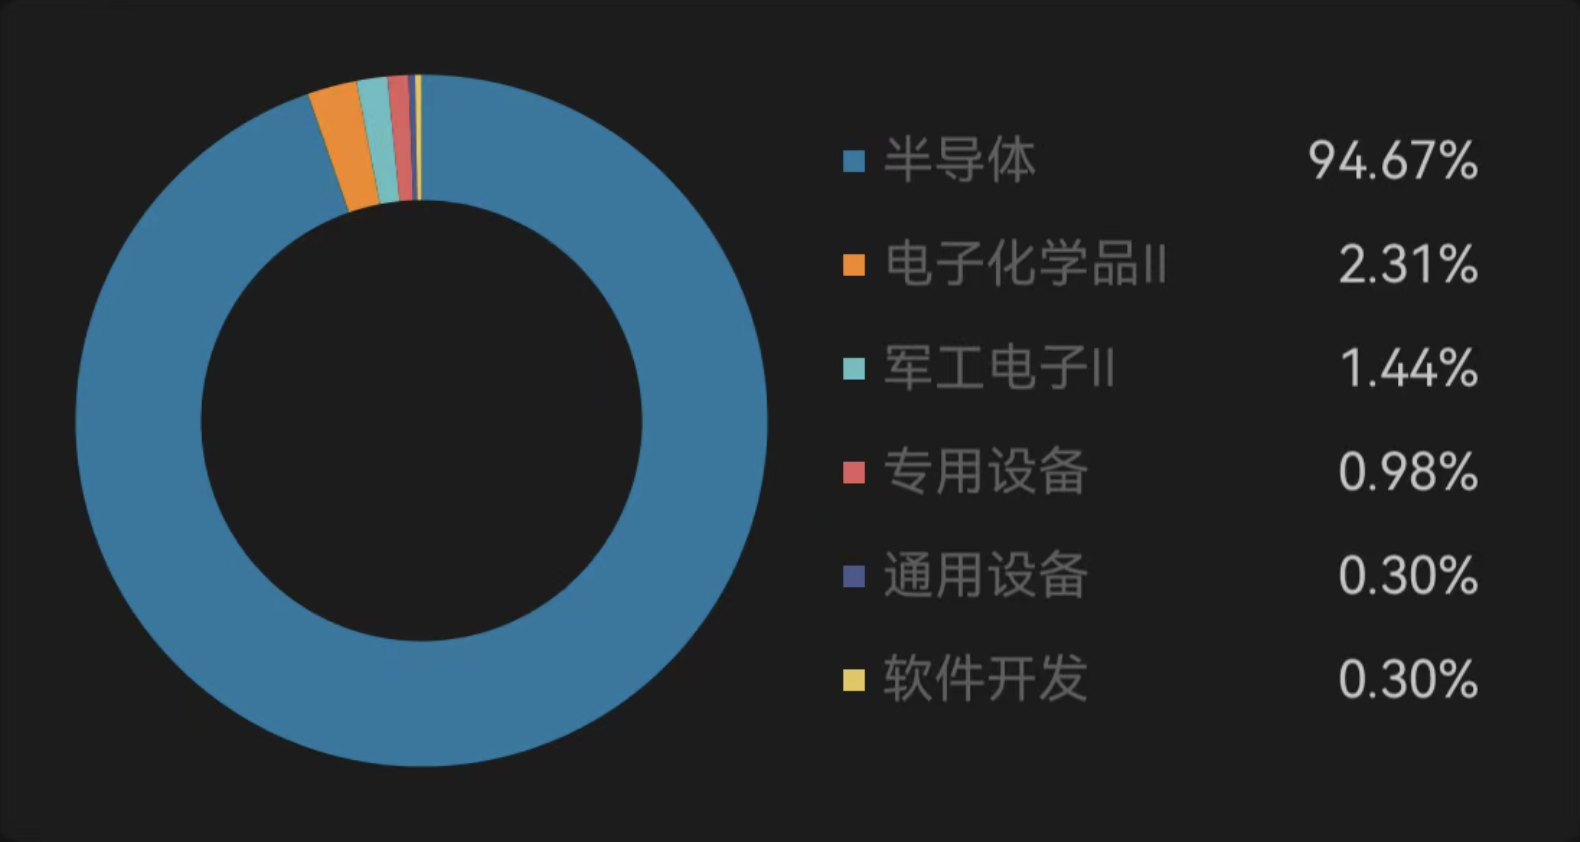 半导体 94.67%
电子化学品II 2.31%
军工电子II 1.44%
专用设备 0.98%
通用设备 0.30%
软件开发 0.30%